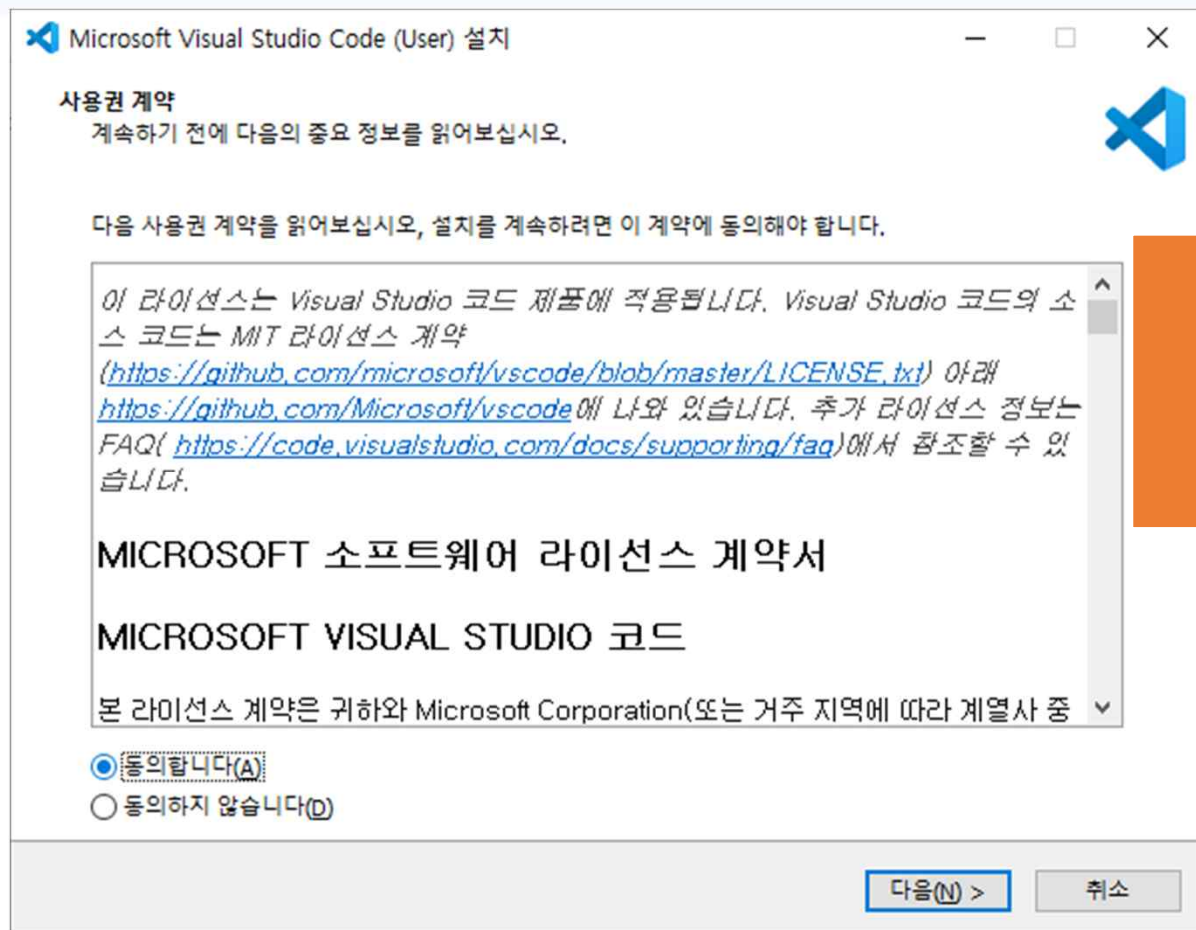 Microsoft Visual Studio Code (User) 설치
사용권 계약
계속하기 전에 다음의 중요 정보를 읽어보십시오.
다음 사용권 계약을 읽어보십시오, 설치를 계속하려면 이 계약에 동의해야 합니다.
이 라이선스는 Visual Studio 코드 제품에 적용됩니다. Visual Studio 코드의 소
스 코드는 MIT 라이선스 계약
(https://github.com/microsoft/vscode/blob/master/LICENSE.txt) 아래
https://github.com/Microsoft/vscode에 나와 있습니다. 추가 라이선스 정보는
FAQ( https://code.visualstudio.com/docs/supporting/faq)에서 참조할 수 있
습니다.
MICROSOFT 소프트웨어 라이선스 계약서
MICROSOFT VISUAL STUDIO 코드
본 라이선스 계약은 귀하와 Microsoft Corporation(또는 거주 지역에 따라 계열사 중
동의합니다(A)
동의하지 않습니다(D)
다음(N) >
취소